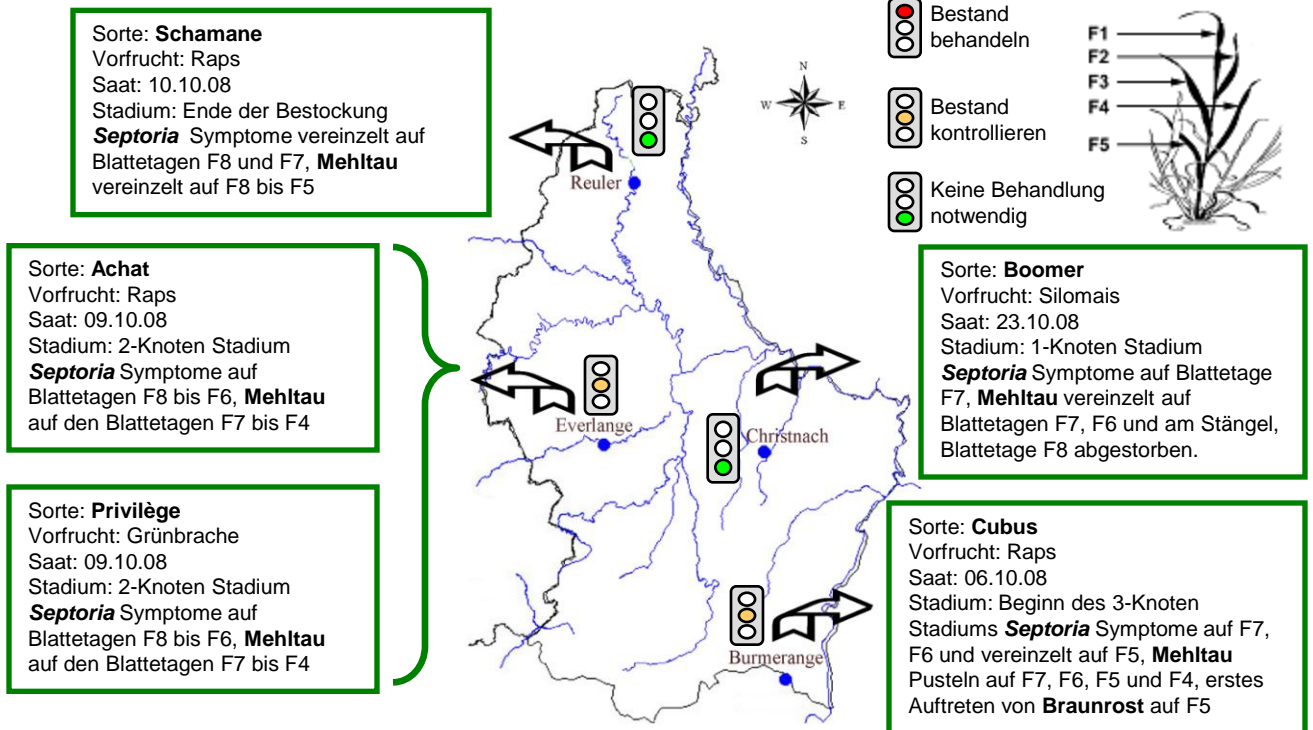 Sorte: Schamane
Vorfrucht: Raps
Saat: 10.10.08
Stadium: Ende der Bestockung
Septoria Symptome vereinzelt auf
Blattetagen F8 und F7, Mehltau
vereinzelt auf F8 bis F5
Bestand
behandeln
Bestand
kontrollieren
Keine Behandlung
notwendig
F1
F2
F3
F4
F5
N
W
E
S
Reuler
Sorte: Achat
Vorfrucht: Raps
Saat: 09.10.08
Stadium: 2-Knoten Stadium
Septoria Symptome auf
Blattetagen F8 bis F6, Mehltau
auf den Blattetagen F7 bis F4
Everlange
Christnach
Sorte: Boomer
Vorfrucht: Silomais
Saat: 23.10.08
Stadium: 1-Knoten Stadium
Septoria Symptome auf Blattetage
F7, Mehltau vereinzelt auf
Blattetagen F7, F6 und am Stängel,
Blattetage F8 abgestorben.
Sorte: Privilège
Vorfrucht: Grünbrache
Saat: 09.10.08
Stadium: 2-Knoten Stadium
Septoria Symptome auf
Blattetagen F8 bis F6, Mehltau
auf den Blattetagen F7 bis F4
Burmerange
Sorte: Cubus
Vorfrucht: Raps
Saat: 06.10.08
Stadium: Beginn des 3-Knoten
Stadiums Septoria Symptome auf F7,
F6 und vereinzelt auf F5, Mehltau
Pusteln auf F7, F6, F5 und F4, erstes
Auftreten von Braunrost auf F5